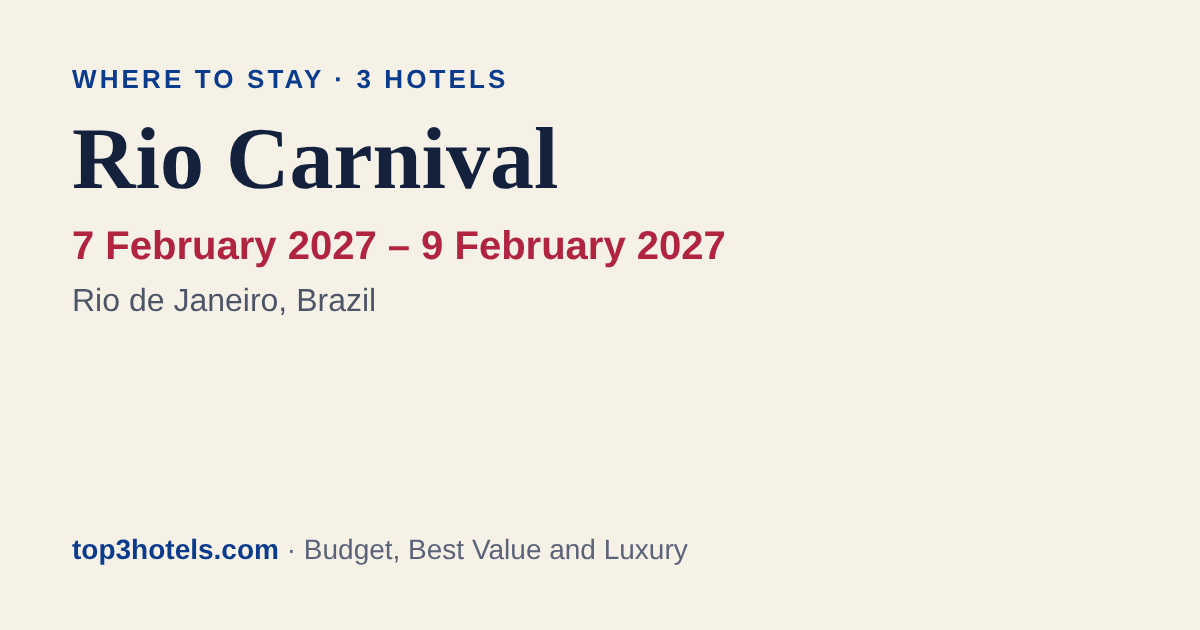 WHERE TO STAY · 3 HOTELS
Rio Carnival
7 February 2027 – 9 February 2027
Rio de Janeiro, Brazil
top3hotels.com · Budget, Best Value and Luxury